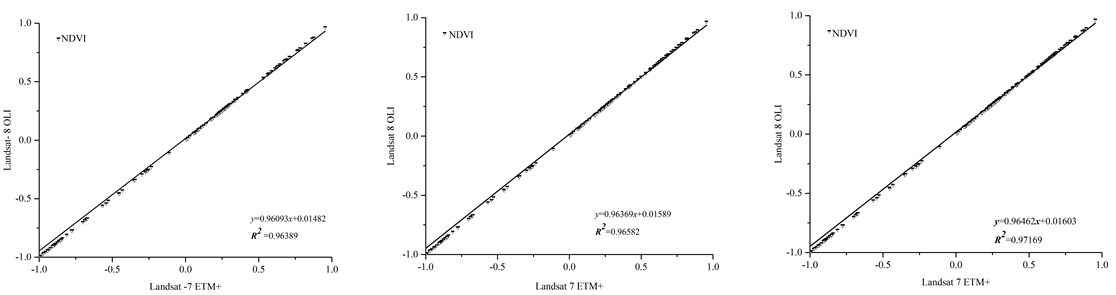 1.0
0.5
0.0
-0.5
-1.0
-1.0
-0.5
0.0
0.5
1.0
Landsat- 8 OLI
Landsat -7 ETM+
NDVI
y=0.96093x+0.01482
R2 =0.96389
1.0
0.5
0.0
-0.5
-1.0
-1.0
-0.5
0.0
0.5
1.0
Landsat 8 OLI
Landsat 7 ETM+
NDVI
y=0.96369x+0.01589
R2 =0.96582
1.0
0.5
0.0
-0.5
-1.0
-1.0
-0.5
0.0
0.5
1.0
Landsat 8 OLI
Landsat 7 ETM+
NDVI
y=0.96462x+0.01603
R2 =0.97169